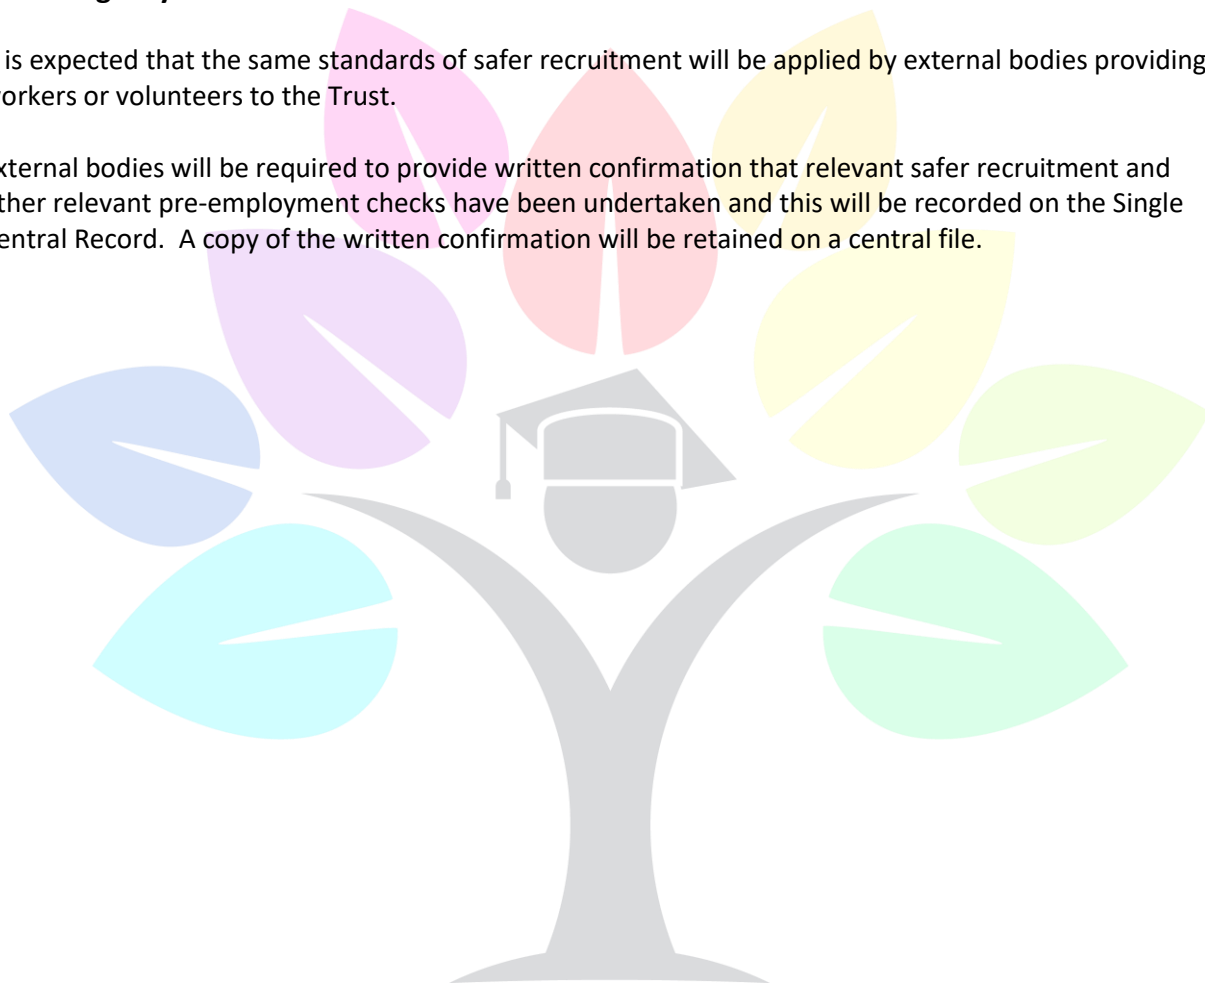 is expected that the same standards of safer recruitment will be applied by external bodies providing
workers or volunteers to the Trust.
xternal bodies will be required to provide written confirmation that relevant safer recruitment and
ther relevant pre-employment checks have been undertaken and this will be recorded on the Single
entral Record. A copy of the written confirmation will be retained on a central file.